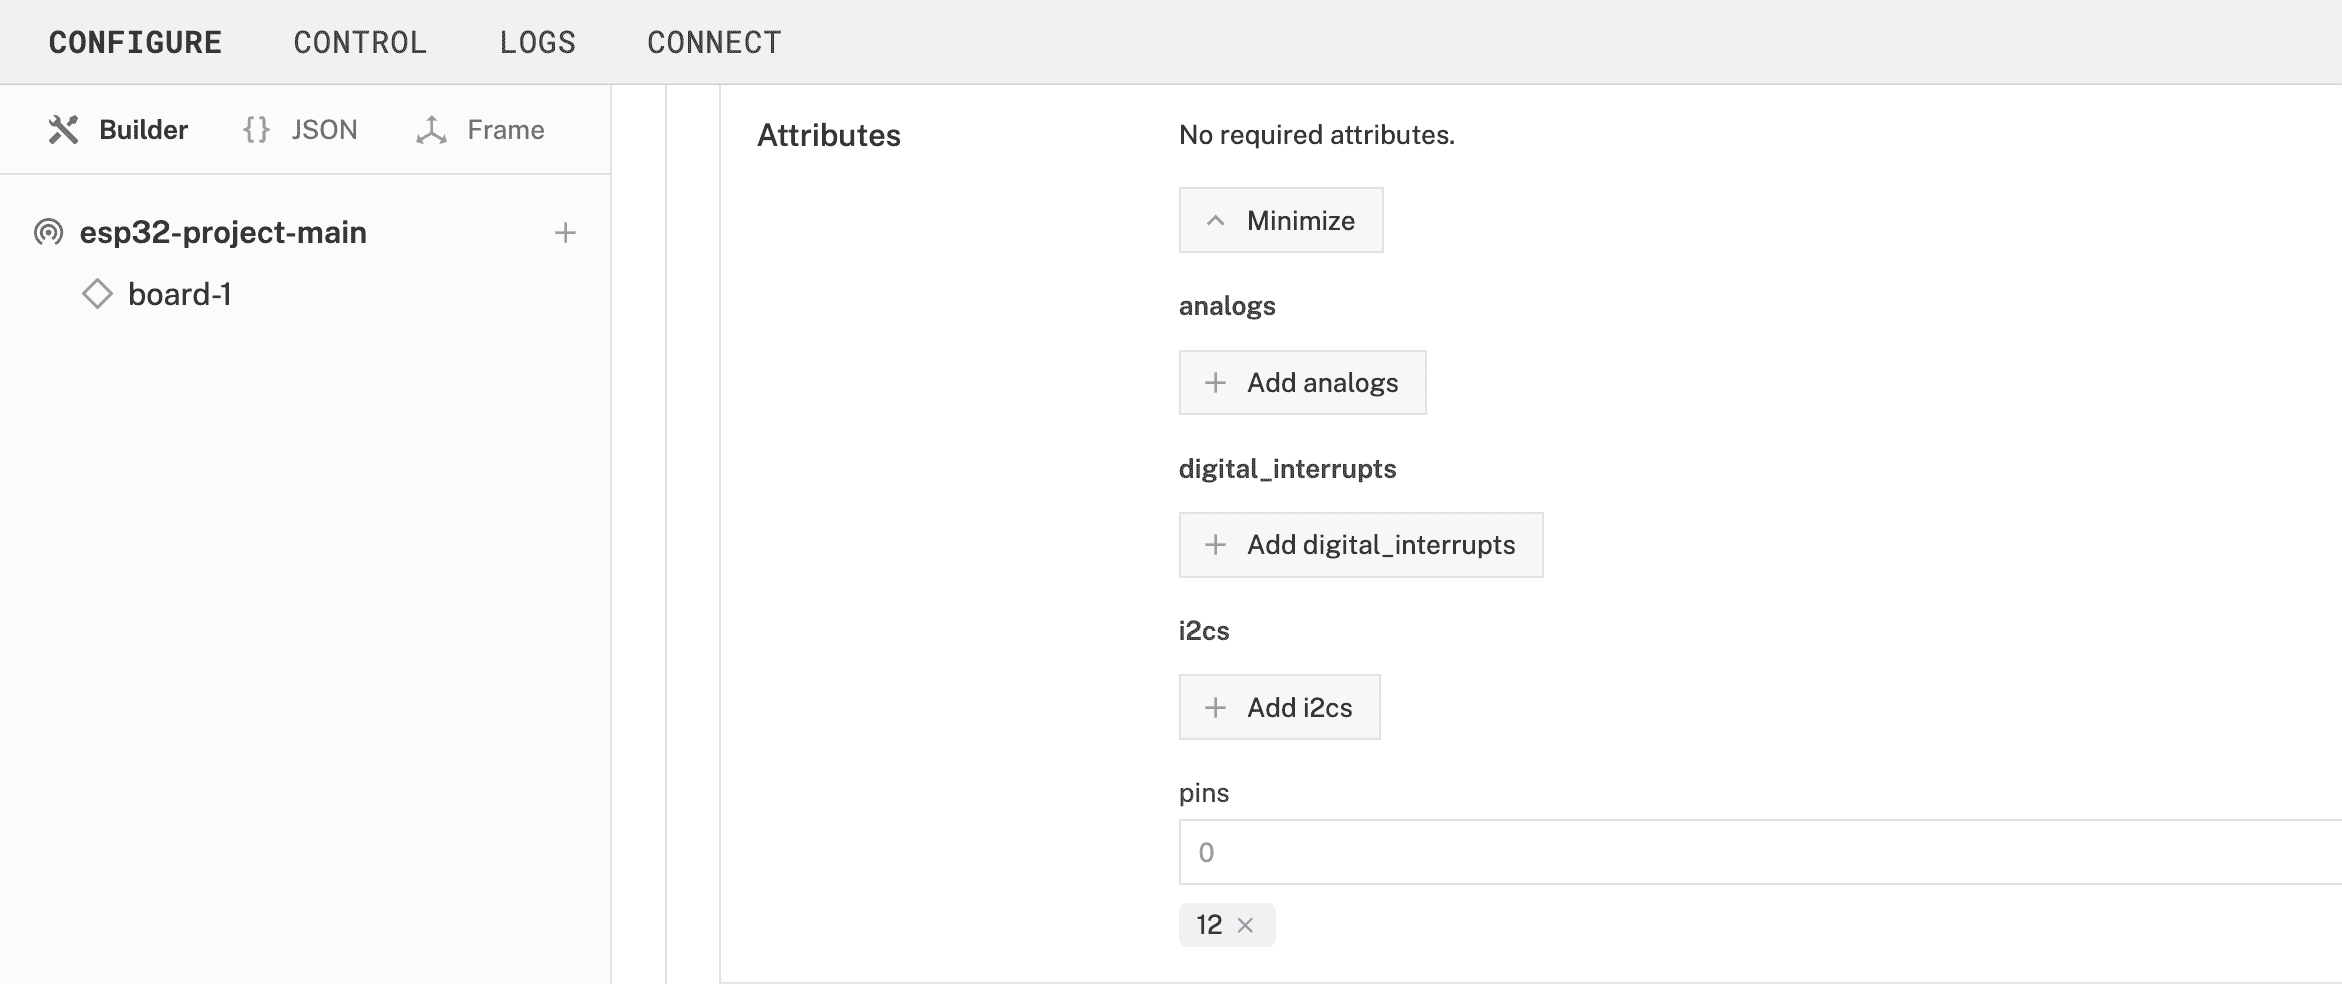 CONFIGURE CONTROL LOGS CONNECT
Builder {} JSON Frame
esp32-project-main
board-1
Attributes
No required attributes.
Minimize
analogs
Add analogs
digital_interrupts
Add digital_interrupts
i2cs
Add i2cs
pins
0
12